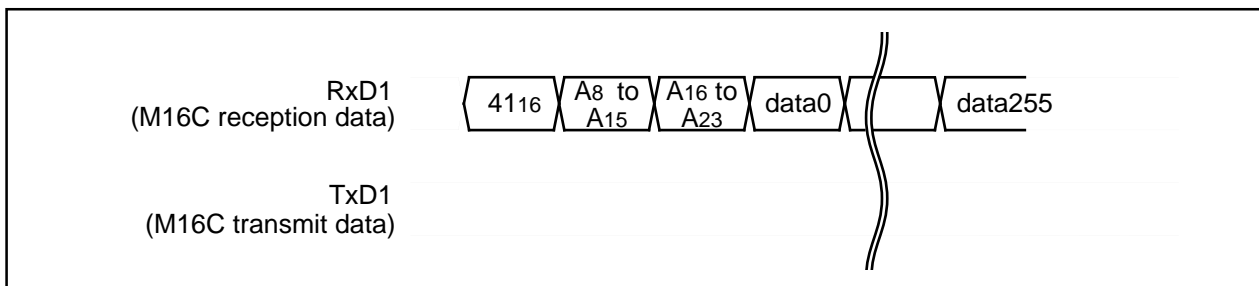 RxD1
(M16C reception data)
4116
A8 to
A15
A16 to
A23
data0
data255
TxD1
(M16C transmit data)